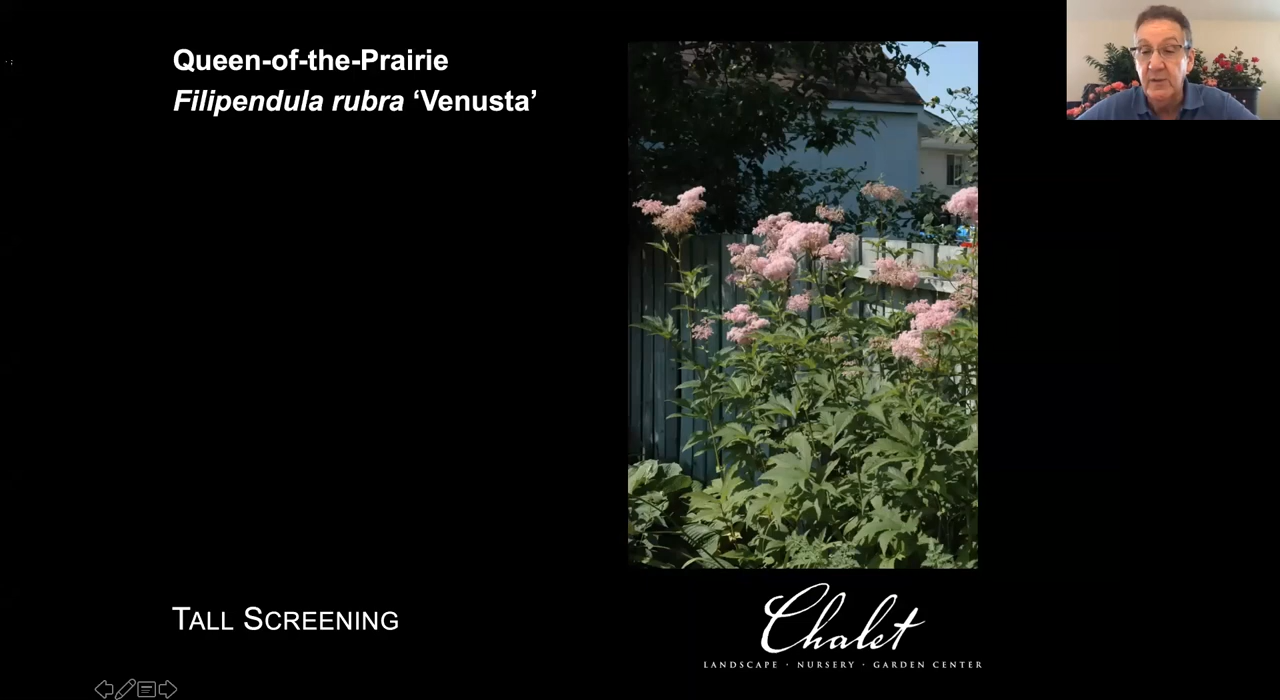 Queen-of-the-Prairie
Filipendula rubra ‘Venusta’
TALL SCREENING
Chalet
LANDSCAPE · NURSERY · GARDEN CENTER